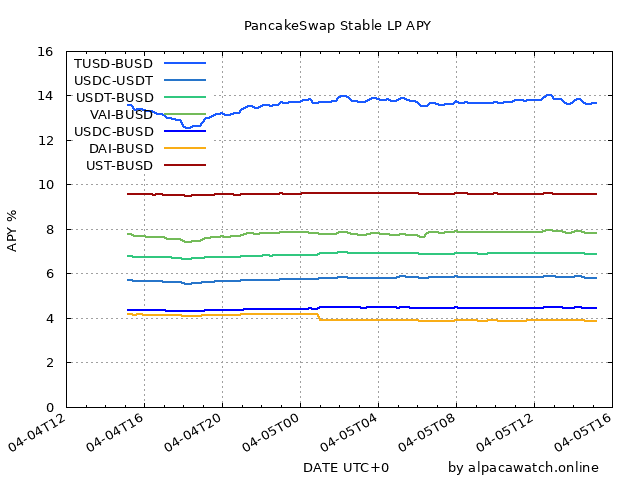 PancakeSwap Stable LP APY
16
14
12
10
8
6
4
2
0
APY %
TUSD-BUSD
USDC-USDT
USDT-BUSD
VAI-BUSD
USDC-BUSD
DAI-BUSD
UST-BUSD
04-04T12
04-04T16
04-04T20
04-05T00
04-05T04
04-05T08
04-05T12
04-05T16
DATE UTC+0
by alpacawatch.online